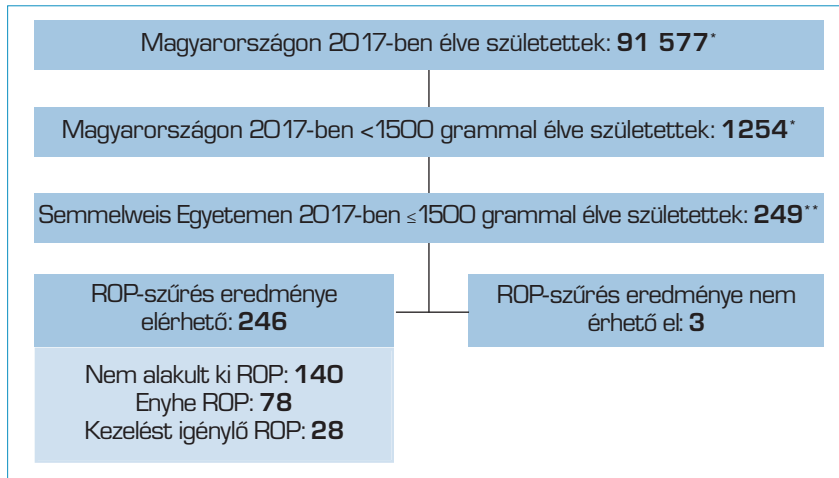 Magyarországon 2017-ben élve születettek: 91 577*
Magyarországon 2017-ben <1500 grammal élve születettek: 1254*
Semmelweis Egyetemen 2017-ben ≤1500 grammal élve születettek: 249**
ROP-szűrés eredménye
elérhető: 246
ROP-szűrés eredménye nem
érhető el: 3
Nem alakult ki ROP: 140
Enyhe ROP: 78
Kezelést igénylő ROP: 28